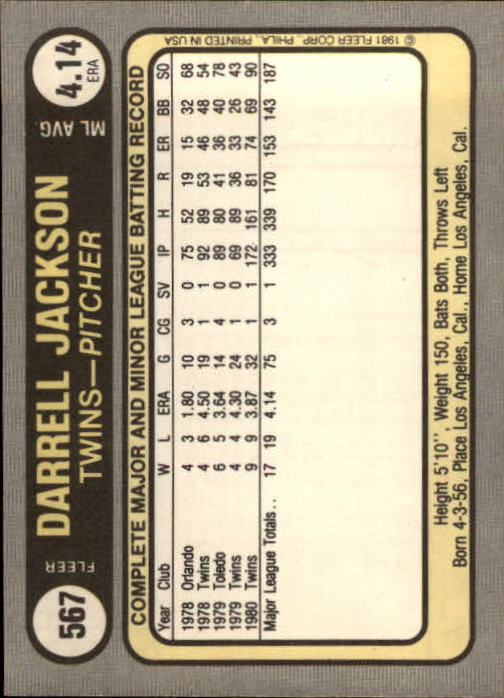 567
FLEER
DARRELL JACKSON
TWINS—PITCHER
ML AVG.
4.14
ERA
COMPLETE MAJOR AND MINOR LEAGUE BATTING RECORD
Year Club W L ERA G CG SV IP H R ER BB SO
1978 Orlando 4 3 1.80 10 3 0 75 52 19 15 32 68
1978 Twins 4 6 4.50 19 1 1 92 89 53 46 48 54
1979 Toledo 6 5 3.64 14 4 0 89 80 41 36 40 78
1979 Twins 4 4 4.30 24 1 0 69 89 36 33 26 43
1980 Twins 9 9 3.87 32 1 1 172 161 81 74 69 90
Major League Totals . . 17 19 4.14 75 3 1 333 339 170 153 143 187
Height 5'10'', Weight 150, Bats Both, Throws Left
Born 4-3-56, Place Los Angeles, Cal., Home Los Angeles, Cal.
© 1981 FLEER CORP., PHILA., PRINTED IN USA